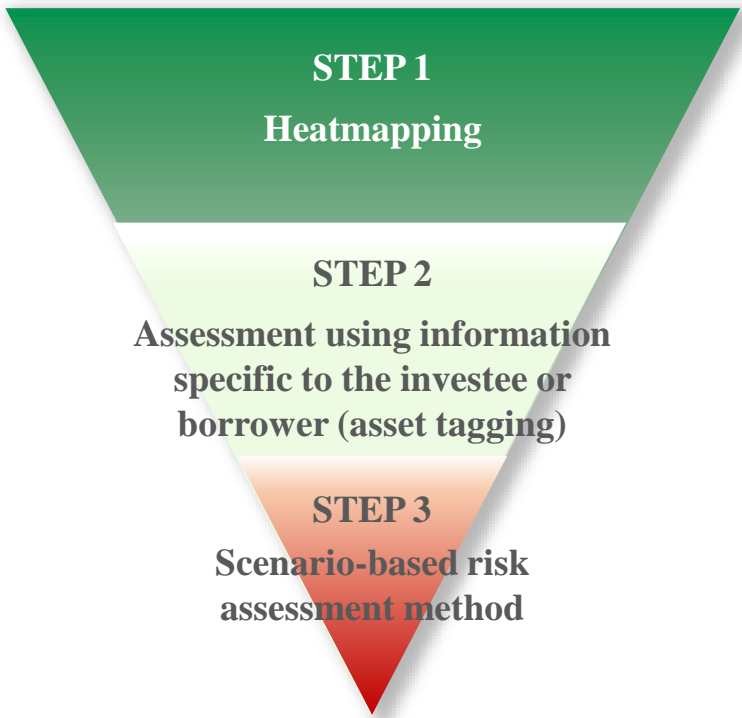 STEP 1
Heatmapping
STEP 2
Assessment using information
specific to the investee or
borrower (asset tagging)
STEP 3
Scenario-based risk
assessment method